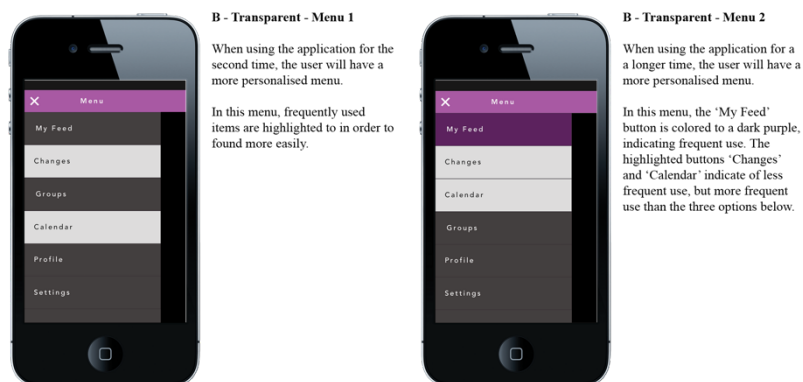 Menu
My Feed
Changes
Groups
Calendar
Profile
Settings
B - Transparent - Menu 1
When using the application for the
second time, the user will have a
more personalised menu.
In this menu, frequently used
items are highlighted to in order to
found more easily.
Menu
My Feed
Changes
Calendar
Groups
Profile
Settings
B - Transparent - Menu 2
When using the application for a
a longer time, the user will have a
more personalised menu.
In this menu, the ‘My Feed’
button is colored to a dark purple,
indicating frequent use. The
highlighted buttons ‘Changes’
and ‘Calendar’ indicate of less
frequent use, but more frequent
use than the three options below.